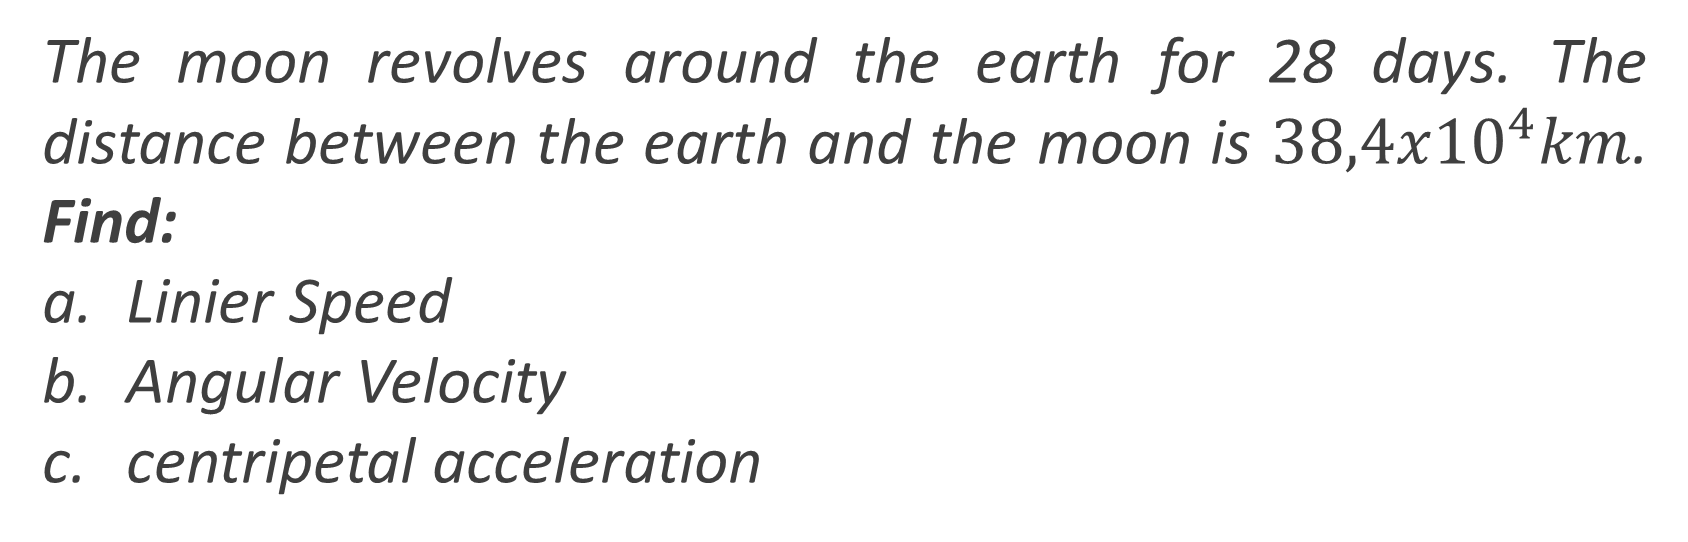 The moon revolves around the earth for 28 days. The
distance between the earth and the moon is 38,4x10⁴km.
Find:
a. Linier Speed
b. Angular Velocity
c. centripetal acceleration